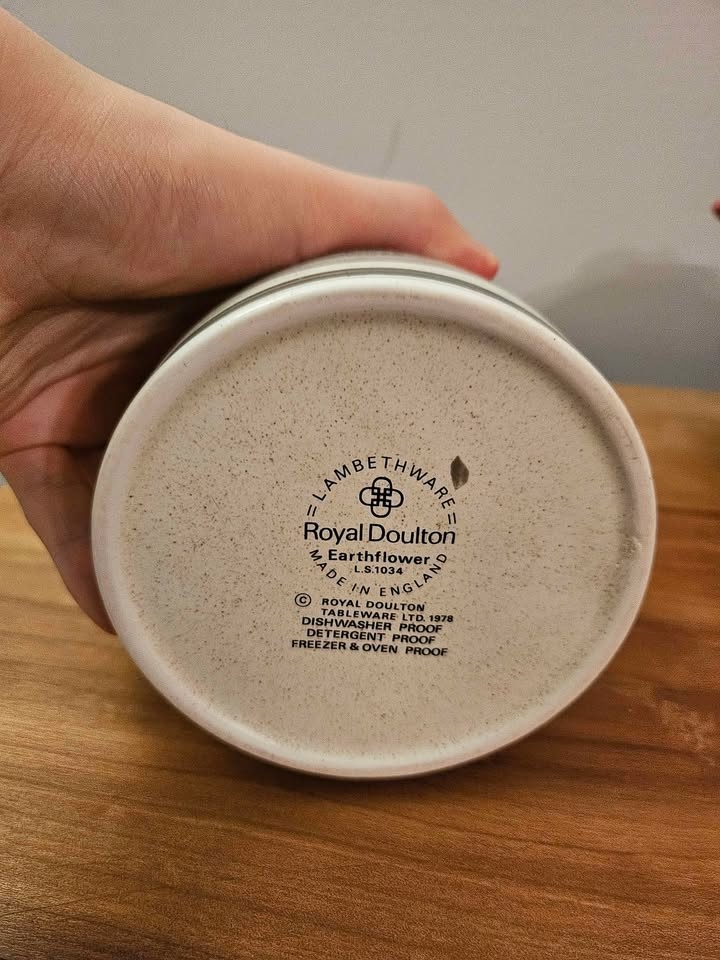 = LAMBETHWARE =
Royal Doulton
Earthflower
L.S.1034
MADE IN ENGLAND
© ROYAL DOULTON
TABLEWARE LTD. 1978
DISHWASHER PROOF
DETERGENT PROOF
FREEZER & OVEN PROOF